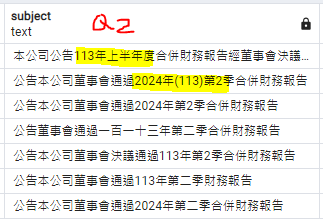 subject
text
Q2
本公司公告113年上半年度合併財務報告經董事會決議...
公告本公司董事會通過2024年(113)第2季合併財務報告
公告本公司董事會通過2024年第2季合併財務報告
公告董事會通過一百一十三年第二季合併財務報告
公告本公司董事會決議通過113年第2季合併財務報告
公告本公司董事會通過113年第二季財務報告
公告本公司董事會通過2024年第二季合併財務報告